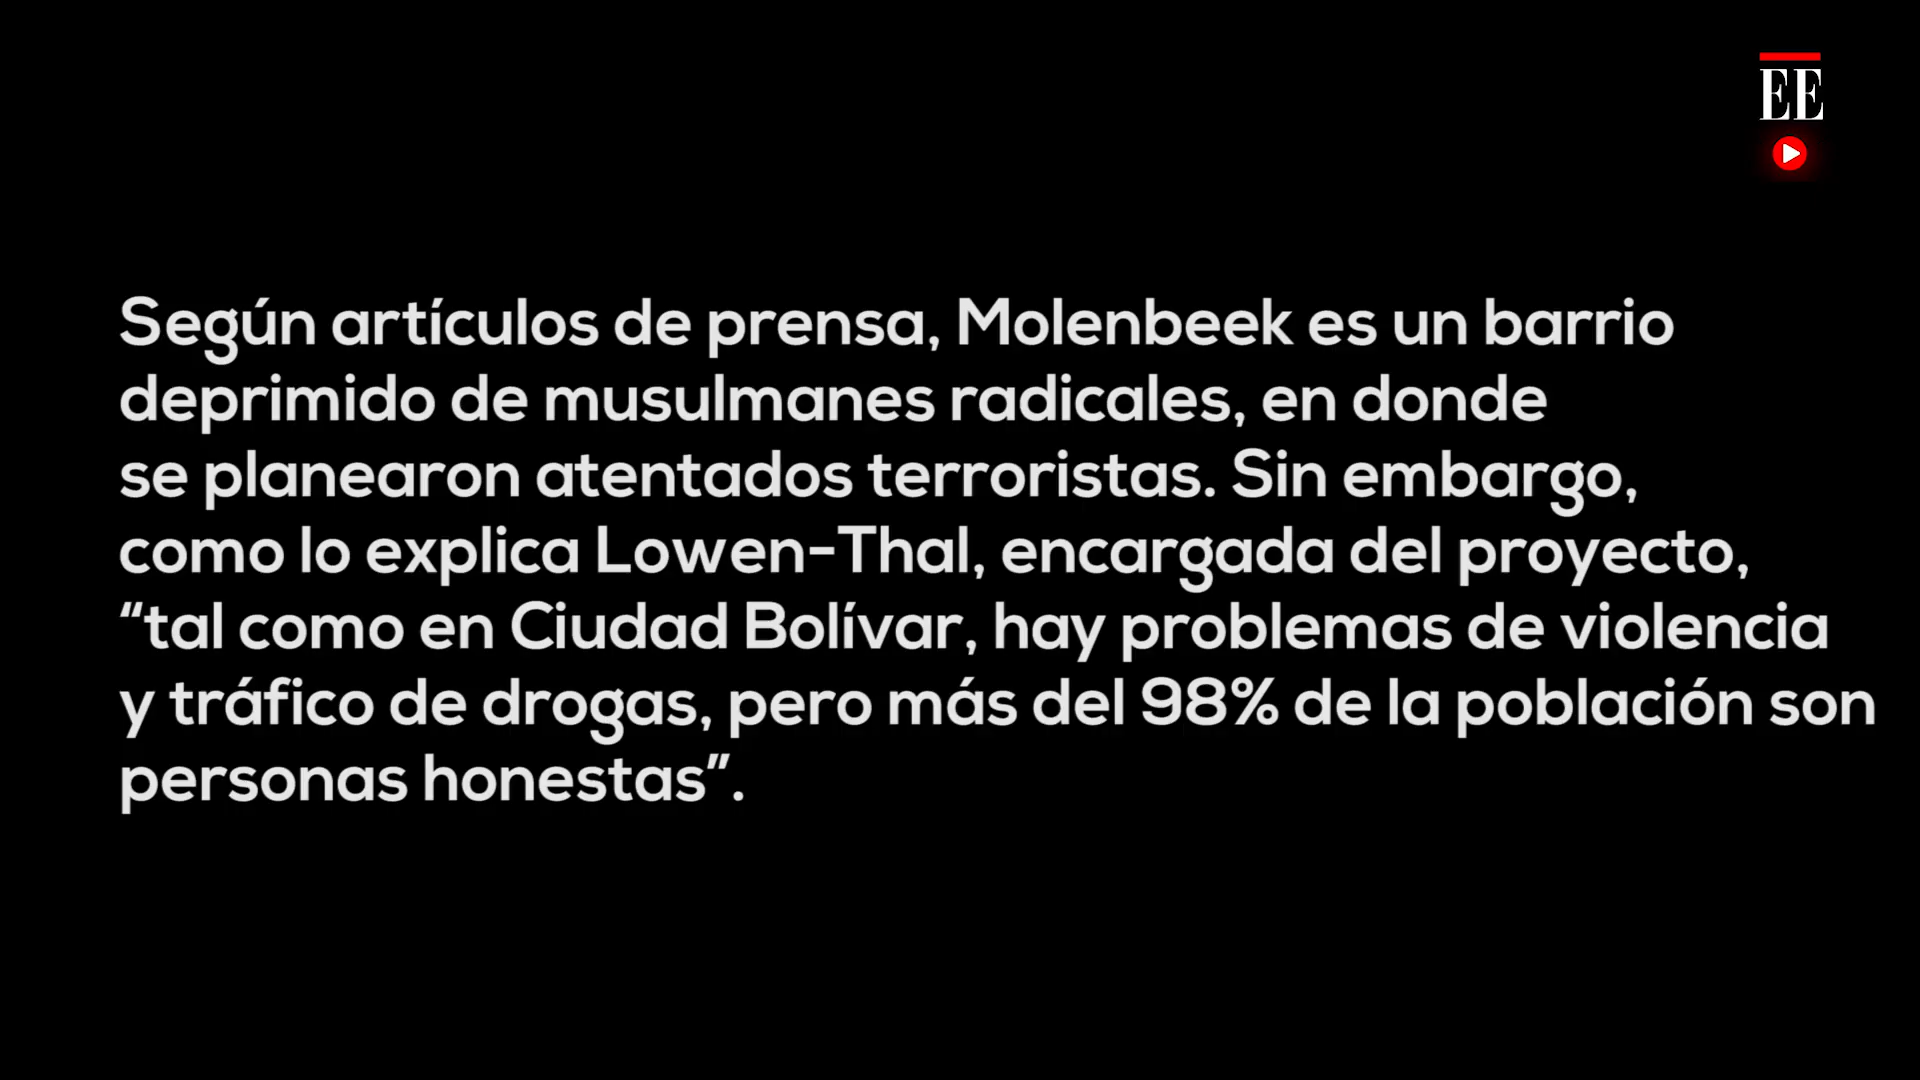 EE
Según artículos de prensa, Molenbeek es un barrio
deprimido de musulmanes radicales, en donde
se planearon atentados terroristas. Sin embargo,
como lo explica Lowen-Thal, encargada del proyecto,
“tal como en Ciudad Bolívar, hay problemas de violencia
y tráfico de drogas, pero más del 98% de la población son
personas honestas”.